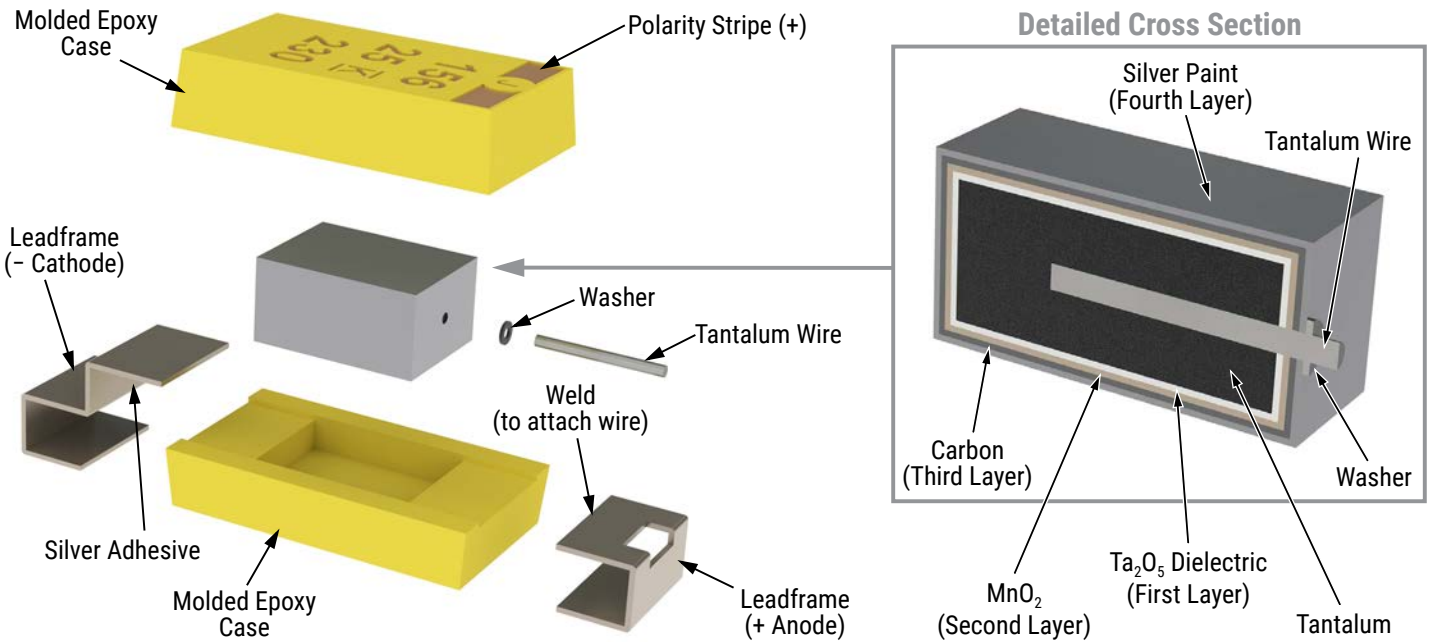 Molded Epoxy
Case
Polarity Stripe (+)
156
25
230
Leadframe
(− Cathode)
Washer
Tantalum Wire
Weld
(to attach wire)
Silver Adhesive
Molded Epoxy
Case
Leadframe
(+ Anode)
Detailed Cross Section
Silver Paint
(Fourth Layer)
Tantalum Wire
Carbon
(Third Layer)
Washer
MnO₂
(Second Layer)
Ta₂O₅ Dielectric
(First Layer)
Tantalum